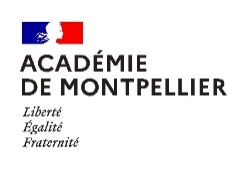 ACADÉMIE
DE MONTPELLIER
Liberté
Égalité
Fraternité